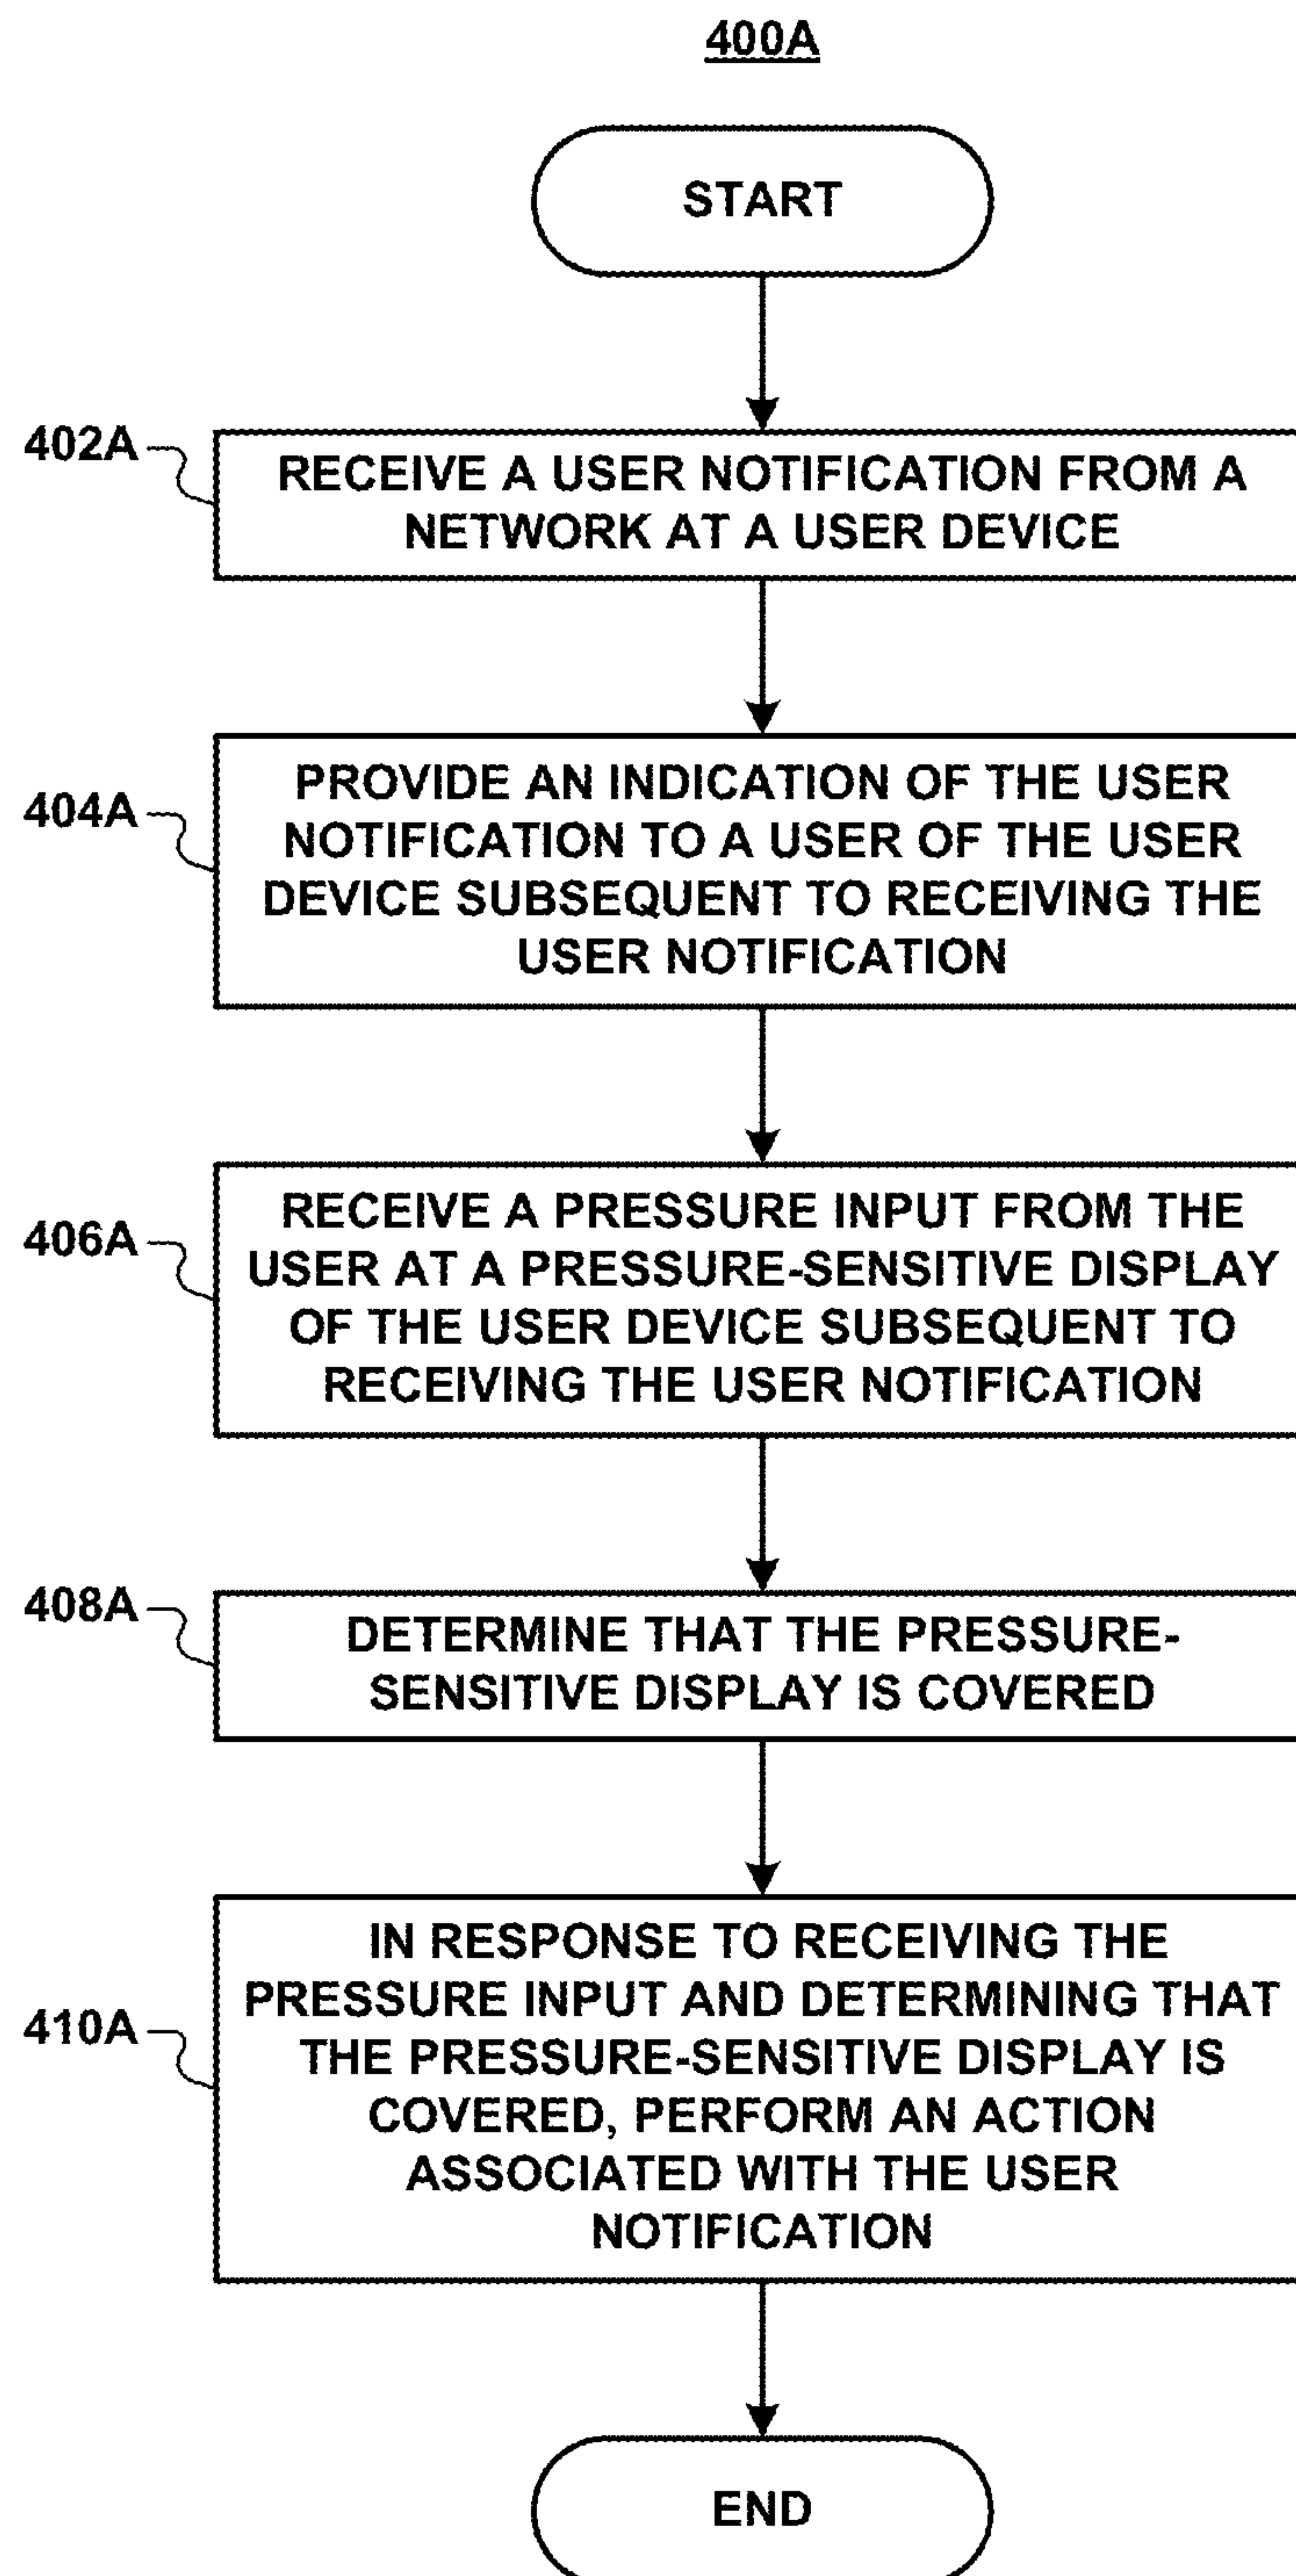 400A
START
402A
RECEIVE A USER NOTIFICATION FROM A
NETWORK AT A USER DEVICE
404A
PROVIDE AN INDICATION OF THE USER
NOTIFICATION TO A USER OF THE USER
DEVICE SUBSEQUENT TO RECEIVING THE
USER NOTIFICATION
406A
RECEIVE A PRESSURE INPUT FROM THE
USER AT A PRESSURE-SENSITIVE DISPLAY
OF THE USER DEVICE SUBSEQUENT TO
RECEIVING THE USER NOTIFICATION
408A
DETERMINE THAT THE PRESSURE-
SENSITIVE DISPLAY IS COVERED
410A
IN RESPONSE TO RECEIVING THE
PRESSURE INPUT AND DETERMINING THAT
THE PRESSURE-SENSITIVE DISPLAY IS
COVERED, PERFORM AN ACTION
ASSOCIATED WITH THE USER
NOTIFICATION
END